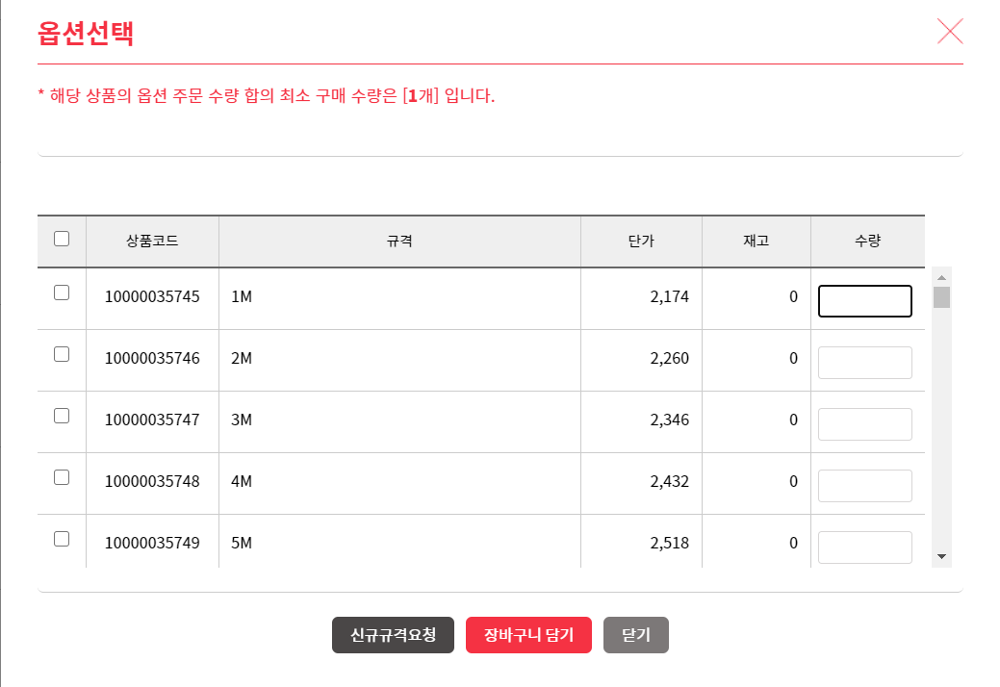 옵션선택
* 해당 상품의 옵션 주문 수량 합의 최소 구매 수량은 [1개] 입니다.
상품코드 규격 단가 재고 수량
10000035745 1M 2,174 0
10000035746 2M 2,260 0
10000035747 3M 2,346 0
10000035748 4M 2,432 0
10000035749 5M 2,518 0
신규규격요청 장바구니 담기 닫기